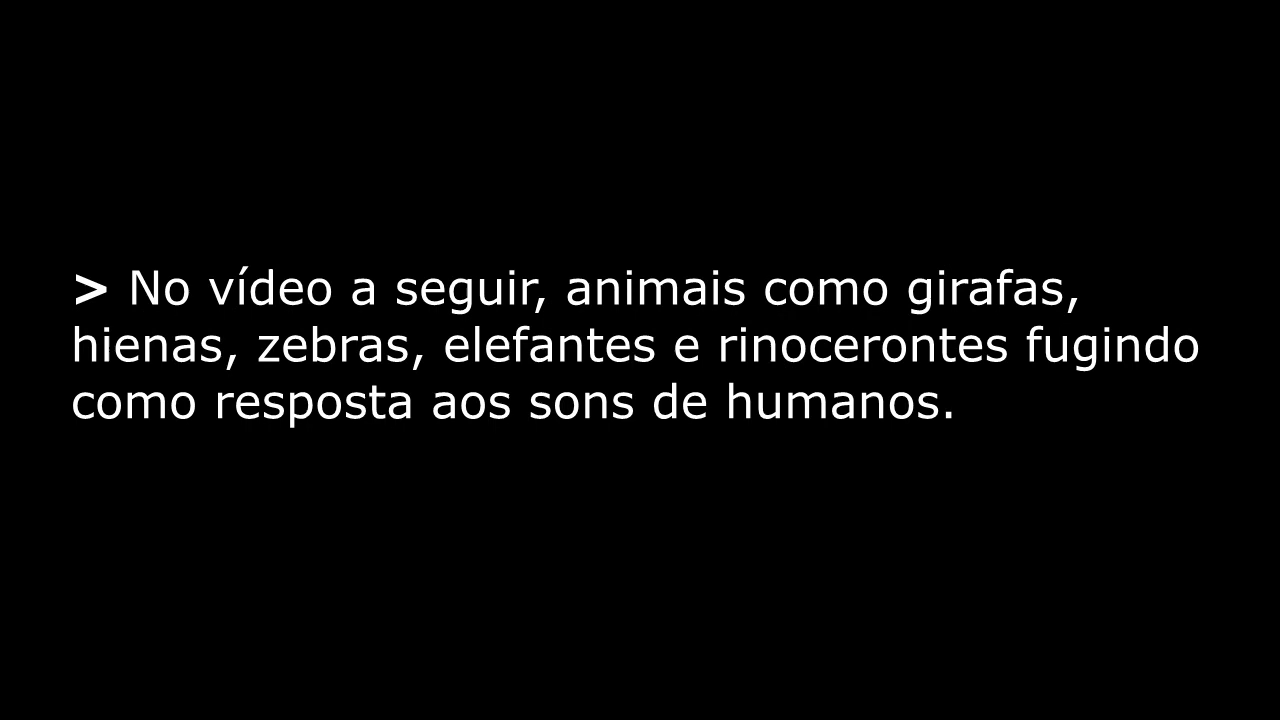 > No vídeo a seguir, animais como girafas,
hienas, zebras, elefantes e rinocerontes fugindo
como resposta aos sons de humanos.